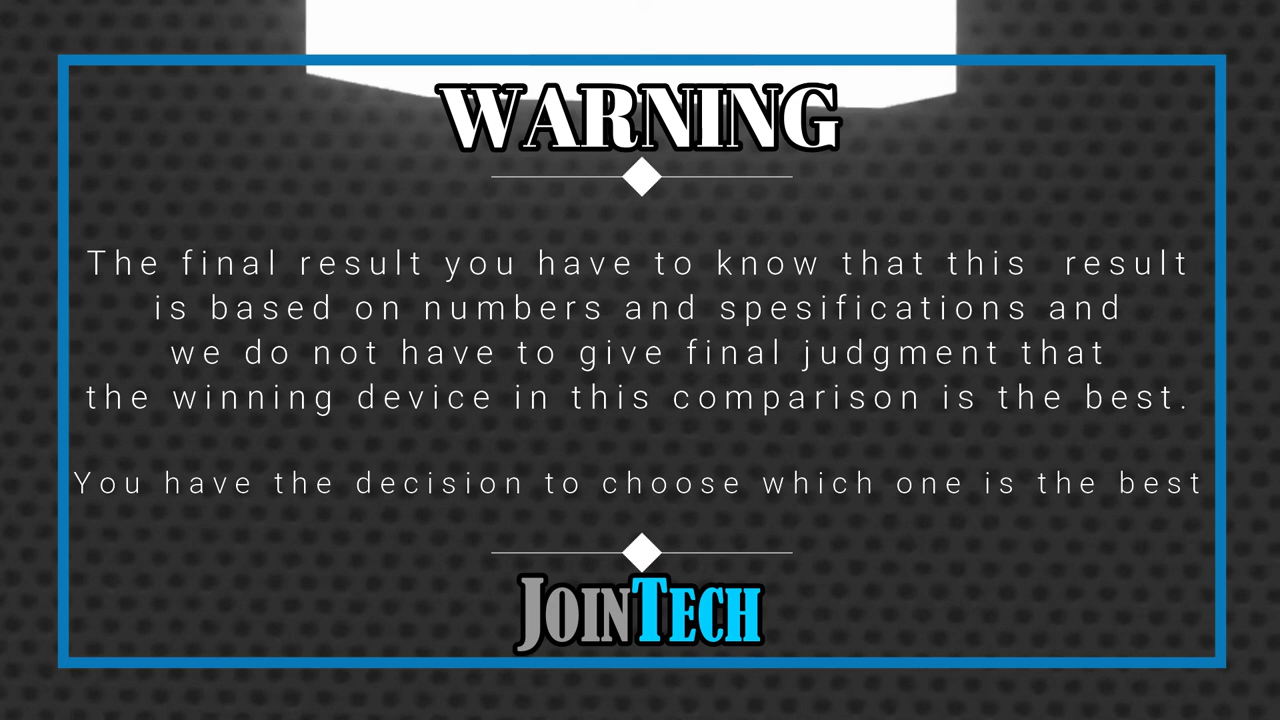 WARNING
The final result you have to know that this result
is based on numbers and spesifications and
we do not have to give final judgment that
the winning device in this comparison is the best.
You have the decision to choose which one is the best
JOINTECH